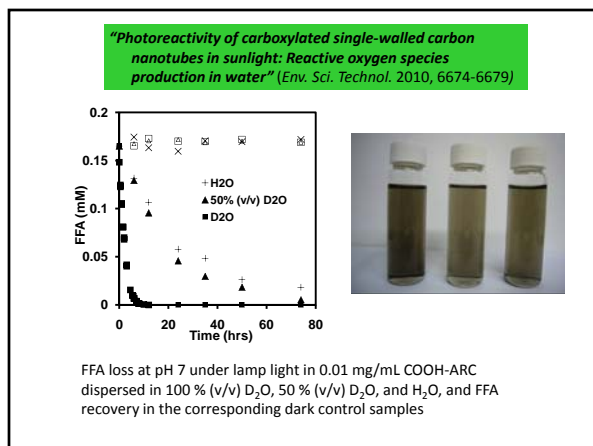 "Photoreactivity of carboxylated single-walled carbon
nanotubes in sunlight: Reactive oxygen species
production in water" (Env. Sci. Technol. 2010, 6674-6679)
0.2
0.15
0.1
0.05
0
FFA (mM)
H2O
50% (v/v) D2O
D2O
0 20 40 60 80
Time (hrs)
FFA loss at pH 7 under lamp light in 0.01 mg/mL COOH-ARC
dispersed in 100 % (v/v) D₂O, 50 % (v/v) D₂O, and H₂O, and FFA
recovery in the corresponding dark control samples